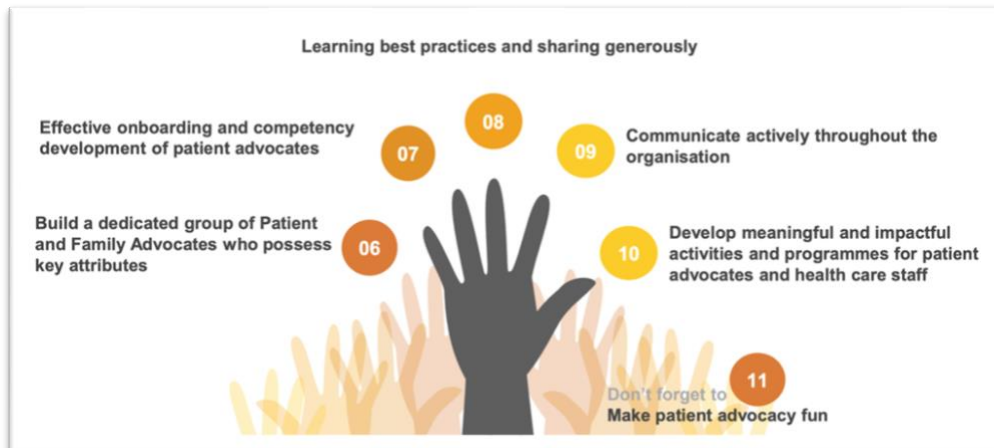 Learning best practices and sharing generously
08
Effective onboarding and competency
development of patient advocates
07
09
Communicate actively throughout the
organisation
Build a dedicated group of Patient
and Family Advocates who possess
key attributes
06
10
Develop meaningful and impactful
activities and programmes for patient
advocates and health care staff
11
Don't forget to
Make patient advocacy fun